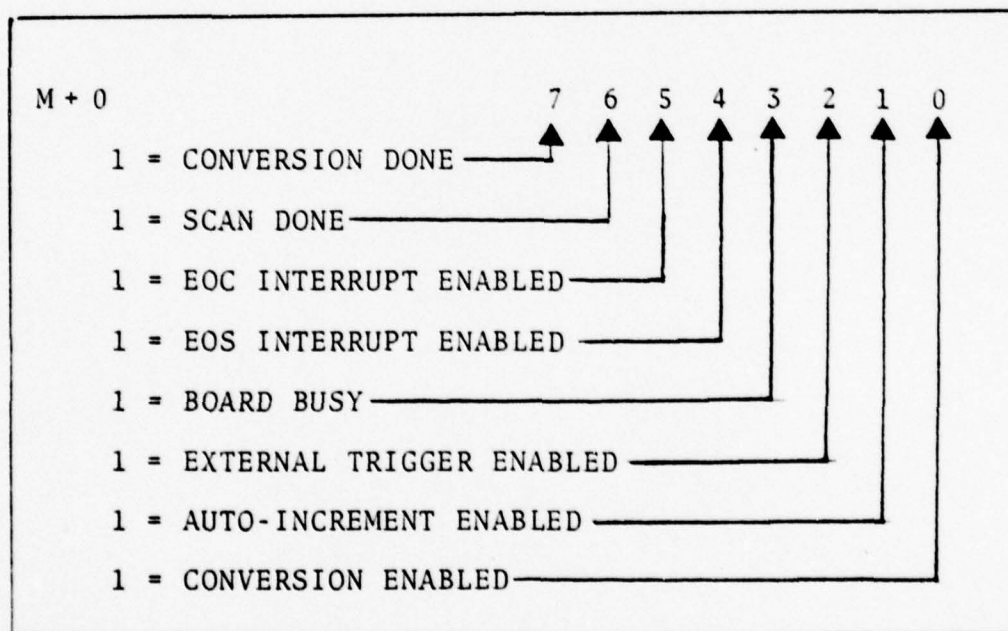 M + 0 7 6 5 4 3 2 1 0
1 = CONVERSION DONE
1 = SCAN DONE
1 = EOC INTERRUPT ENABLED
1 = EOS INTERRUPT ENABLED
1 = BOARD BUSY
1 = EXTERNAL TRIGGER ENABLED
1 = AUTO-INCREMENT ENABLED
1 = CONVERSION ENABLED